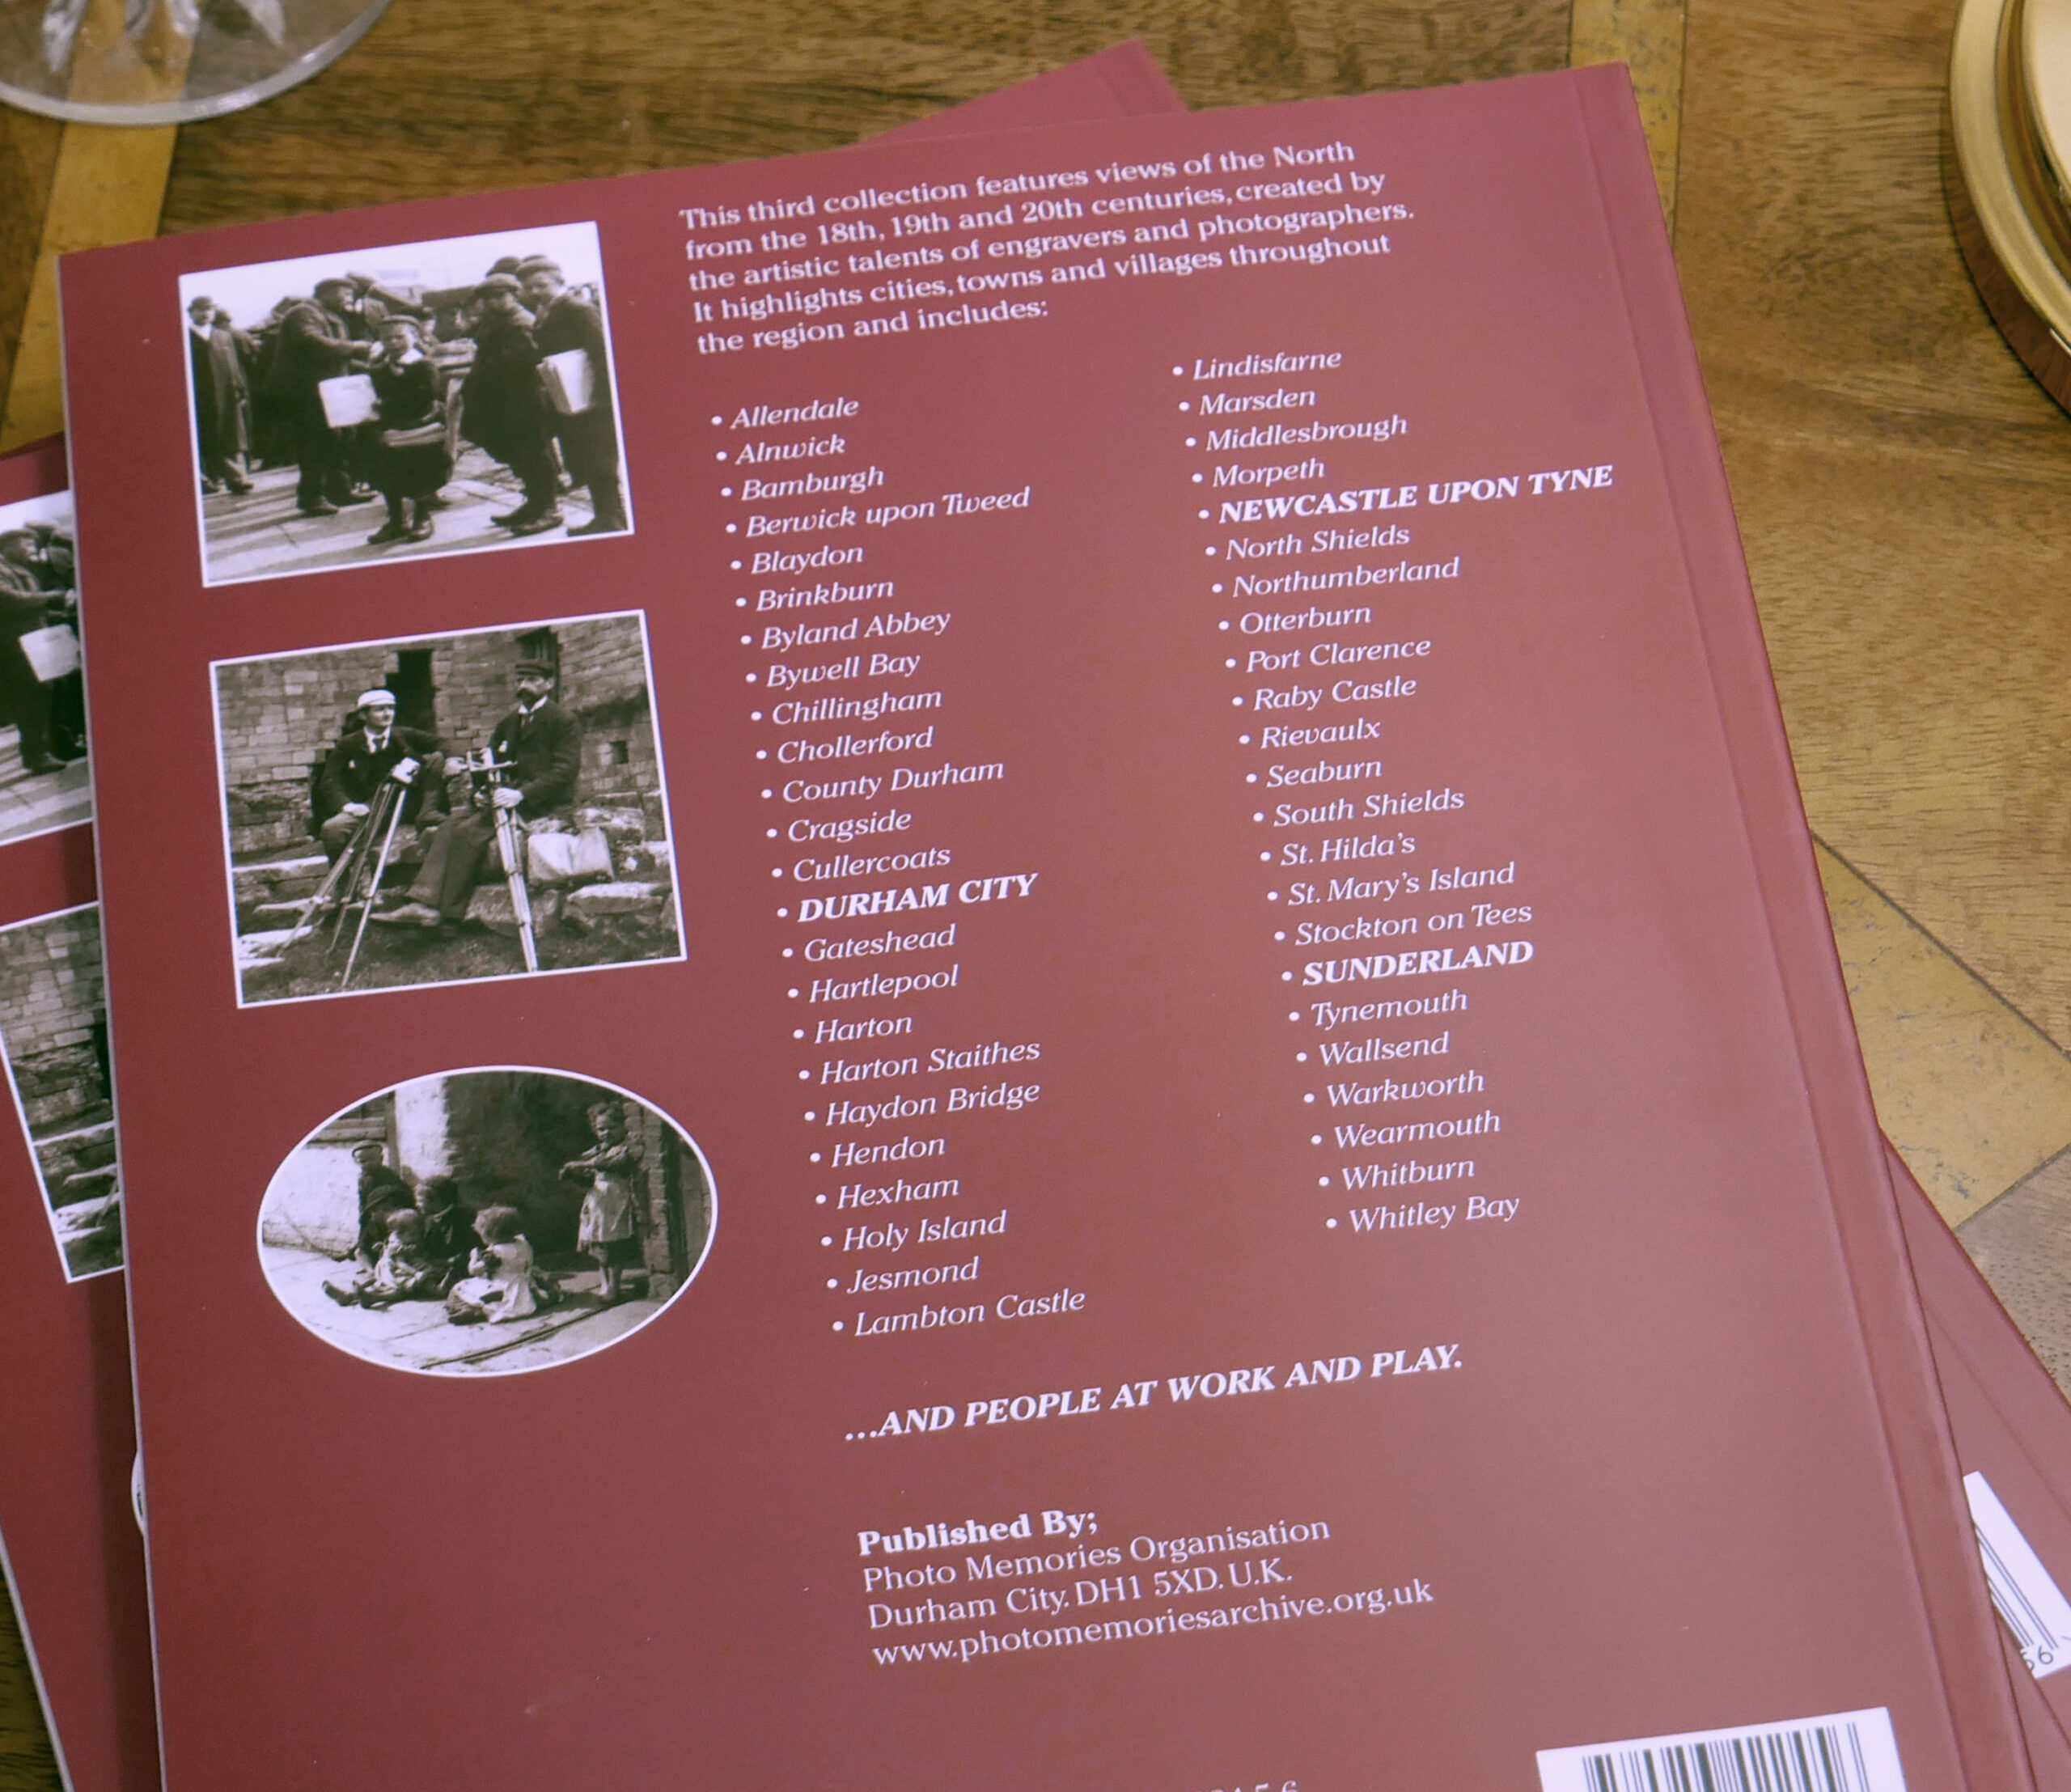 This third collection features views of the North
from the 18th, 19th and 20th centuries, created by
the artistic talents of engravers and photographers.
It highlights cities, towns and villages throughout
the region and includes:
• Allendale
• Alnwick
• Bamburgh
• Berwick upon Tweed
• Blaydon
• Brinkburn
• Byland Abbey
• Bywell Bay
• Chillingham
• Chollerford
• County Durham
• Cragside
• Cullercoats
• DURHAM CITY
• Gateshead
• Hartlepool
• Harton
• Harton Staithes
• Haydon Bridge
• Hendon
• Hexham
• Holy Island
• Jesmond
• Lambton Castle
• Lindisfarne
• Marsden
• Middlesbrough
• Morpeth
• NEWCASTLE UPON TYNE
• North Shields
• Northumberland
• Otterburn
• Port Clarence
• Raby Castle
• Rievaulx
• Seaburn
• South Shields
• St. Hilda's
• St. Mary's Island
• Stockton on Tees
• SUNDERLAND
• Tynemouth
• Wallsend
• Warkworth
• Wearmouth
• Whitburn
• Whitley Bay
...AND PEOPLE AT WORK AND PLAY.
Published By;
Photo Memories Organisation
Durham City. DH1 5XD. U.K.
www.photomemoriesarchive.org.uk